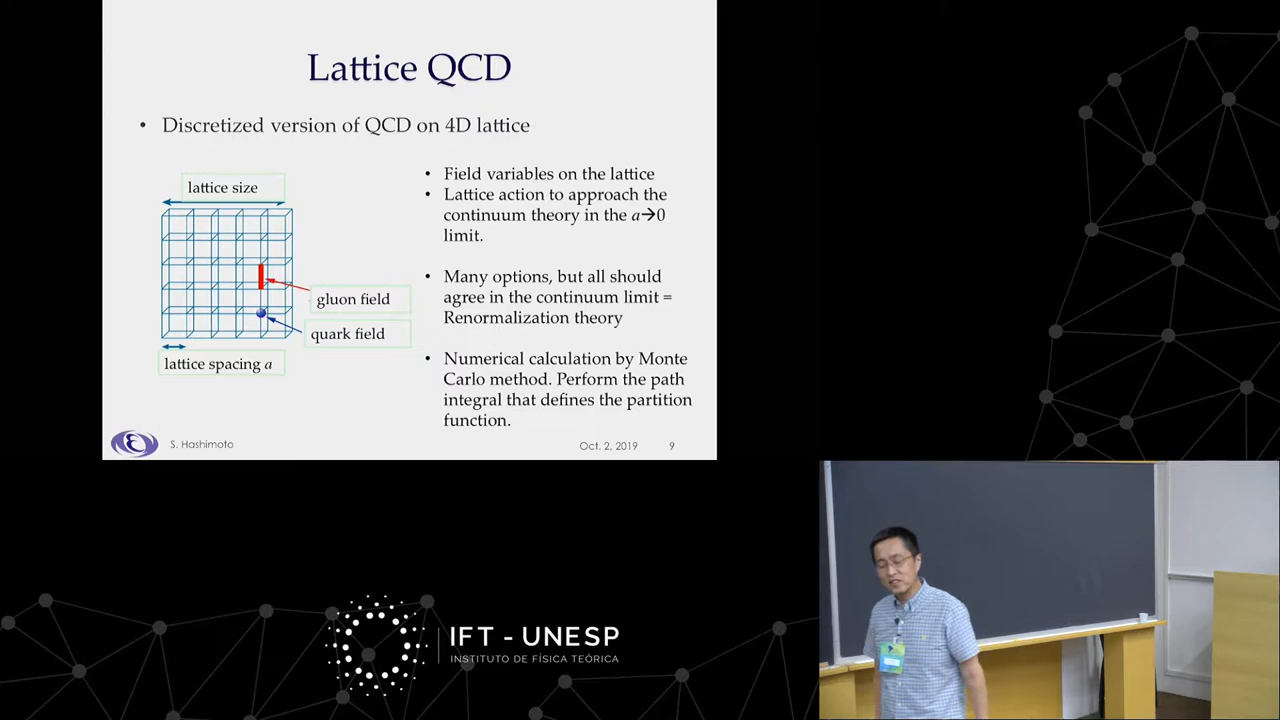 Lattice QCD
• Discretized version of QCD on 4D lattice
lattice size
gluon field
quark field
lattice spacing a
• Field variables on the lattice
• Lattice action to approach the
continuum theory in the a→0
limit.
• Many options, but all should
agree in the continuum limit =
Renormalization theory
• Numerical calculation by Monte
Carlo method. Perform the path
integral that defines the partition
function.
S. Hashimoto
Oct. 2, 2019
9
IFT - UNESP
INSTITUTO DE FÍSICA TEÓRICA